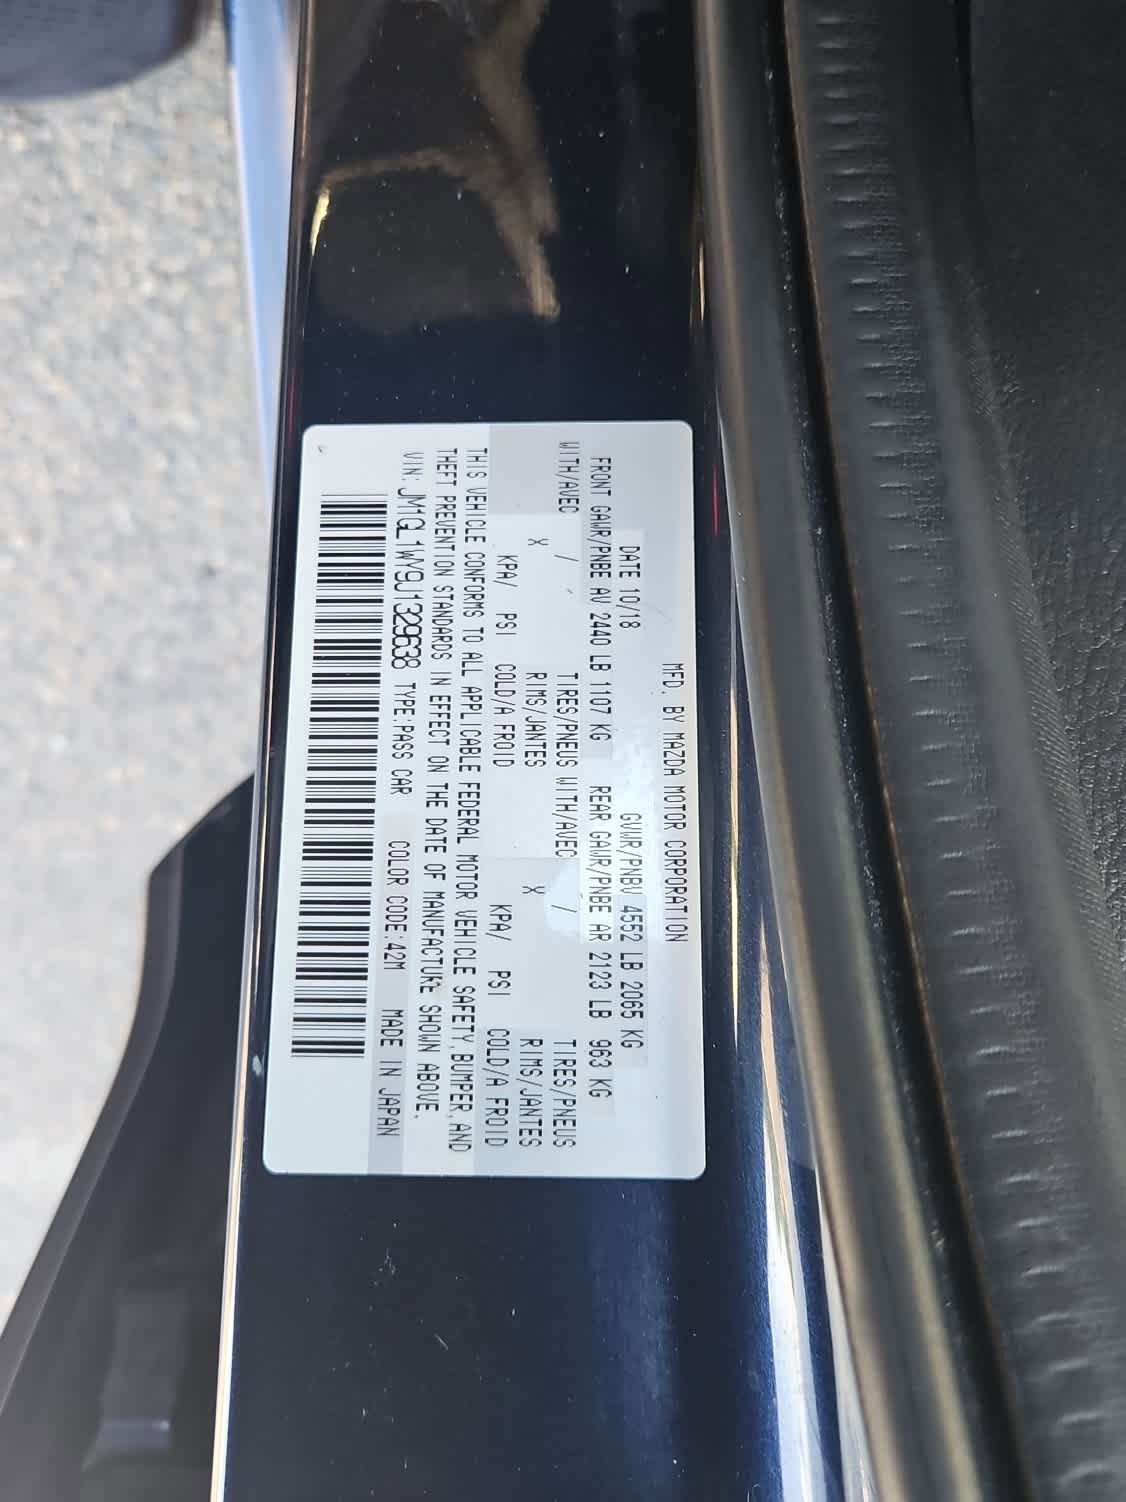 MFD. BY MAZDA MOTOR CORPORATION
DATE 10/18 GVWR/PNBV 4552 LB 2065 KG
FRONT GAWR/PNBE AV 2440 LB 1107 KG REAR GAWR/PNBE AR 2123 LB 963 KG
WITH/AVEC / TIRES/PNEUS WITH/AVEC / TIRES/PNEUS
X RIMS/JANTES X RIMS/JANTES
KPA/ PSI COLD/A FROID KPA/ PSI COLD/A FROID
THIS VEHICLE CONFORMS TO ALL APPLICABLE FEDERAL MOTOR VEHICLE SAFETY, BUMPER, AND
THEFT PREVENTION STANDARDS IN EFFECT ON THE DATE OF MANUFACTURE SHOWN ABOVE.
VIN: JM1GL1WY9J1329638 TYPE:PASS CAR COLOR CODE:42M MADE IN JAPAN